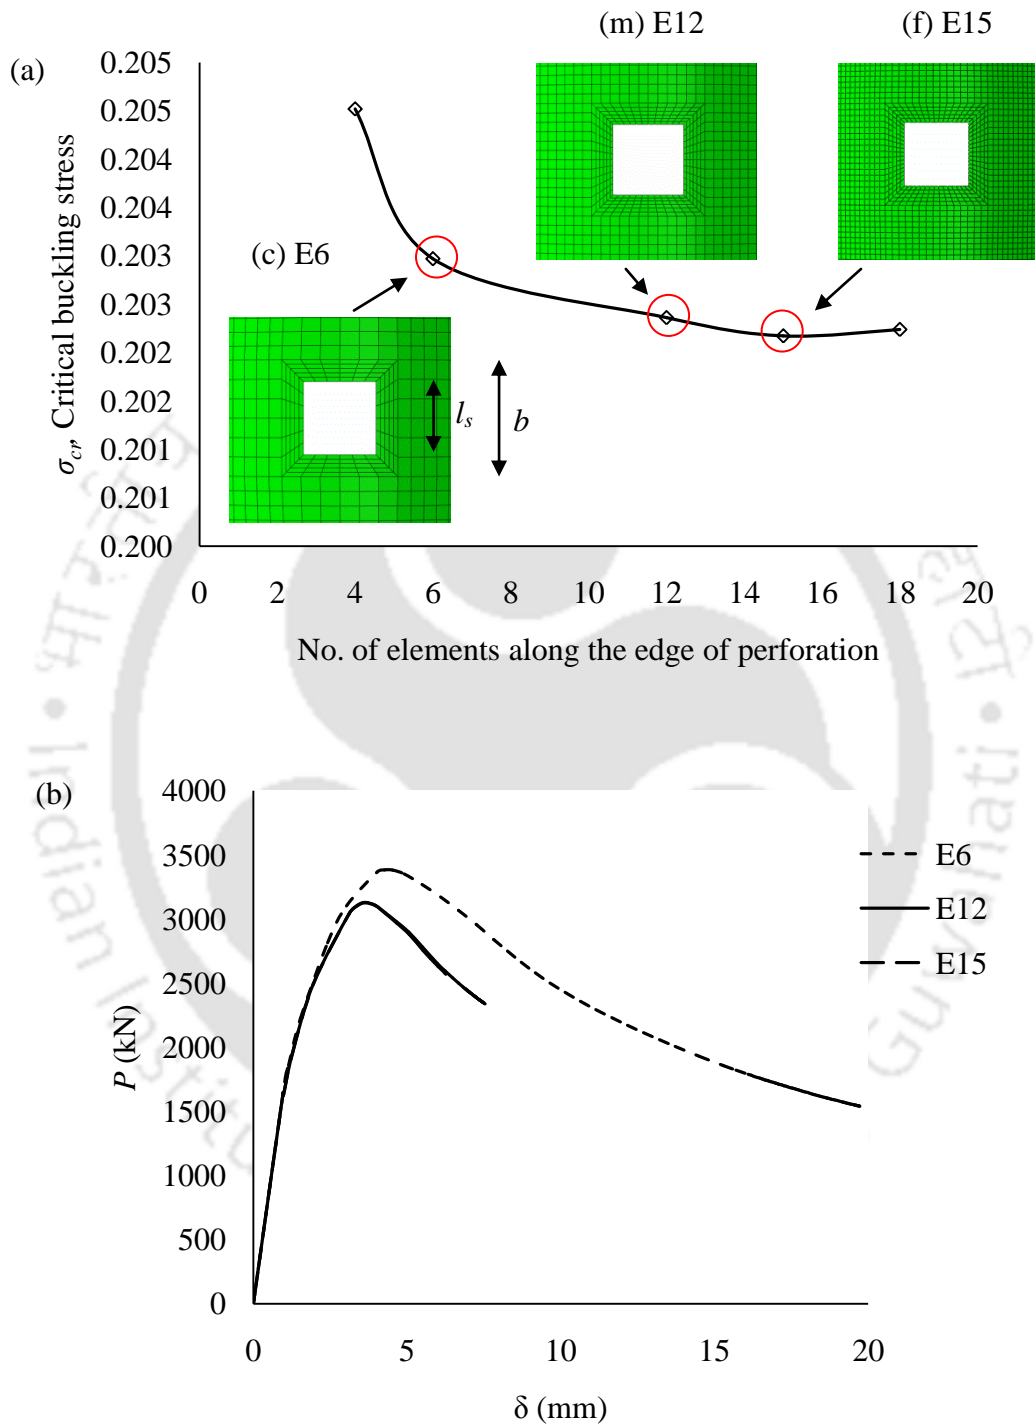 (m) E12
(f) E15
(a)
0.205
0.205
0.204
0.204
0.203
0.203
0.202
0.202
0.201
0.201
0.200
σcr, Critical buckling stress
(c) E6
ls
b
0 2 4 6 8 10 12 14 16 18 20
No. of elements along the edge of perforation
(b)
4000
3500
3000
2500
2000
1500
1000
500
0
P (kN)
E6
E12
E15
0 5 10 15 20
δ (mm)
Indian Institu
Guwahati